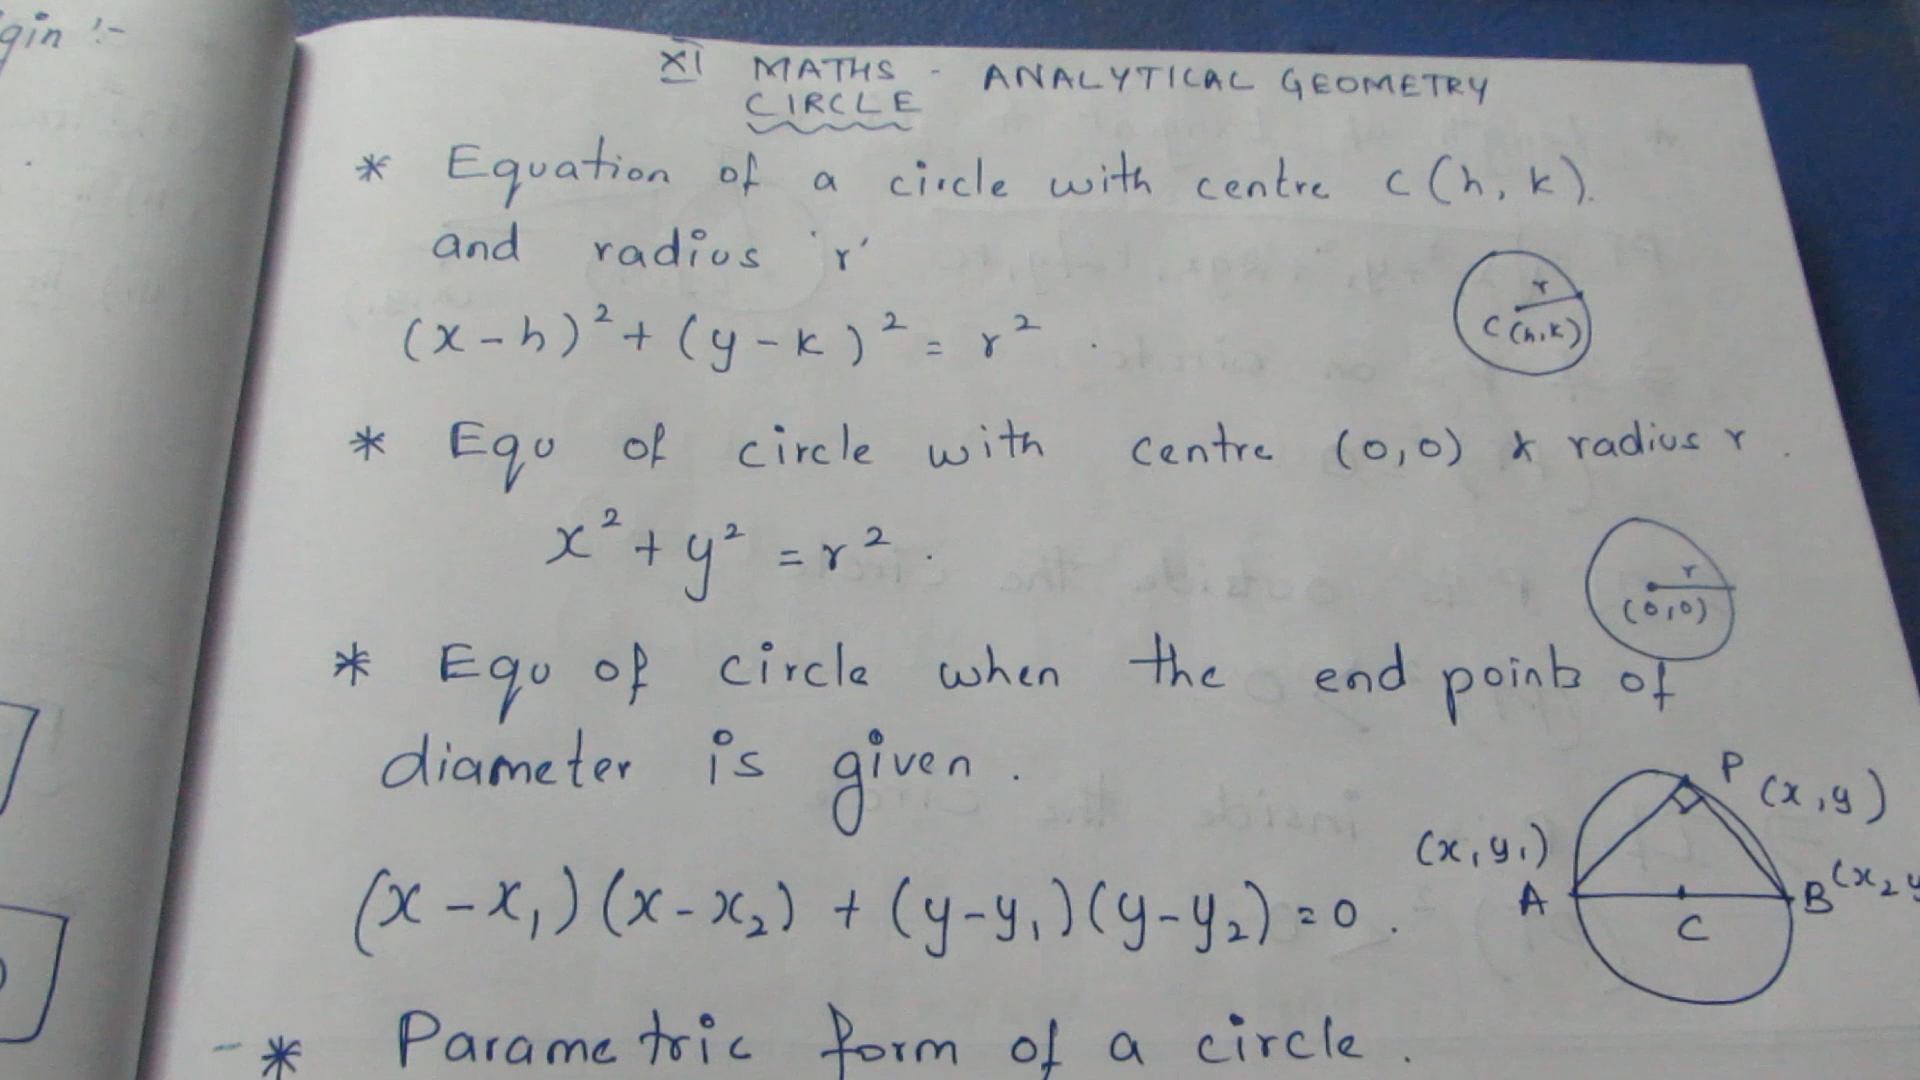 gin :-
XI MATHS - ANALYTICAL GEOMETRY
CIRCLE
* Equation of a circle with centre C(h, k).
and radius 'r'
(x-h)² + (y-k)² = r².
r
C(h,k)
* Equ of circle with centre (0,0) & radius r.
x² + y² = r².
r
(0,0)
* Equ of circle when the end points of
diameter is given.
P (x,y)
(x, y₁)
A C B (x₂ y
(x-x₁)(x-x₂) + (y-y₁)(y-y₂) = 0.
* Parametric form of a circle.